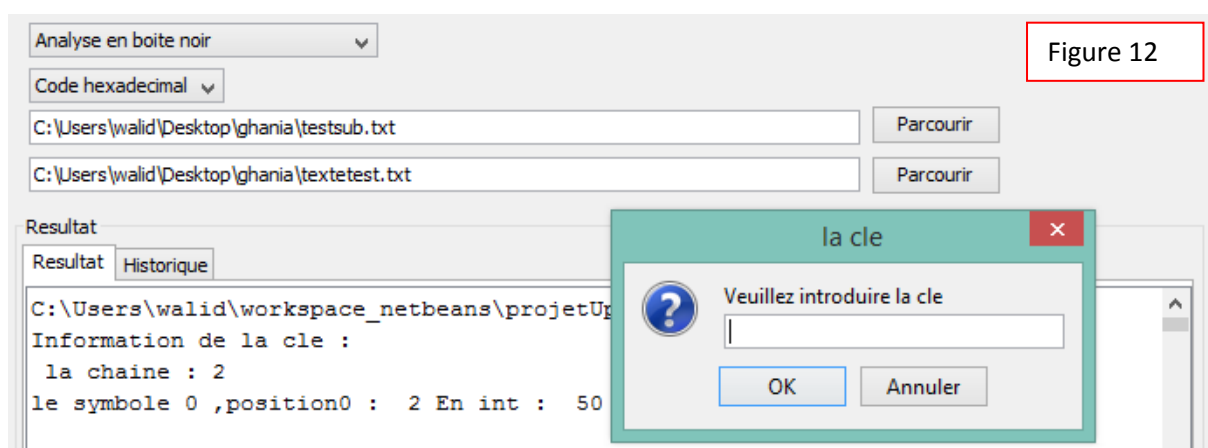 Analyse en boite noir
Figure 12
Code hexadecimal
C:\Users\walid\Desktop\ghania\testsub.txt
Parcourir
C:\Users\walid\Desktop\ghania\textetest.txt
Parcourir
Resultat
Resultat Historique
C:\Users\walid\workspace_netbeans\projetUp
Information de la cle :
la chaine : 2
le symbole 0 ,position0 : 2 En int : 50
la cle
Veuillez introduire la cle
OK Annuler